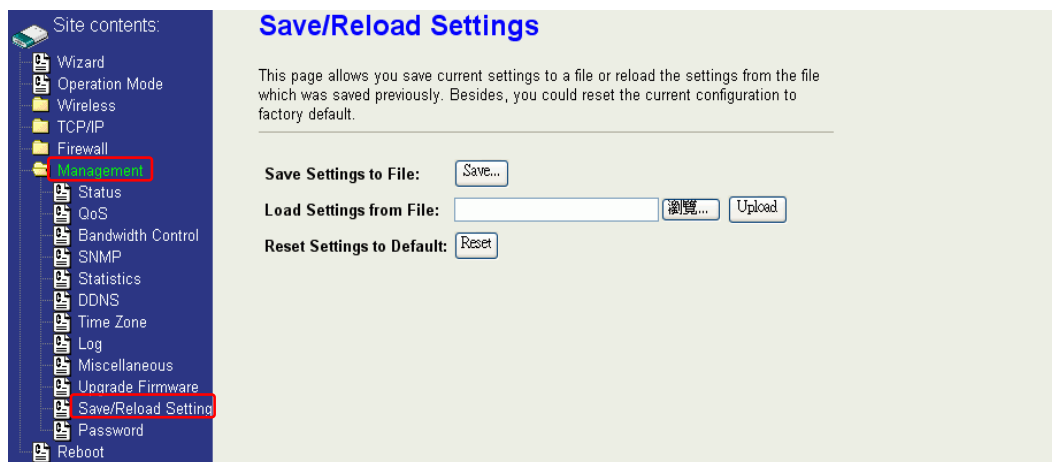 Site contents:
Wizard
Operation Mode
Wireless
TCP/IP
Firewall
Management
Status
QoS
Bandwidth Control
SNMP
Statistics
DDNS
Time Zone
Log
Miscellaneous
Upgrade Firmware
Save/Reload Setting
Password
Reboot
Save/Reload Settings
This page allows you save current settings to a file or reload the settings from the file
which was saved previously. Besides, you could reset the current configuration to
factory default.
Save Settings to File: Save...
Load Settings from File: 瀏覽... Upload
Reset Settings to Default: Reset